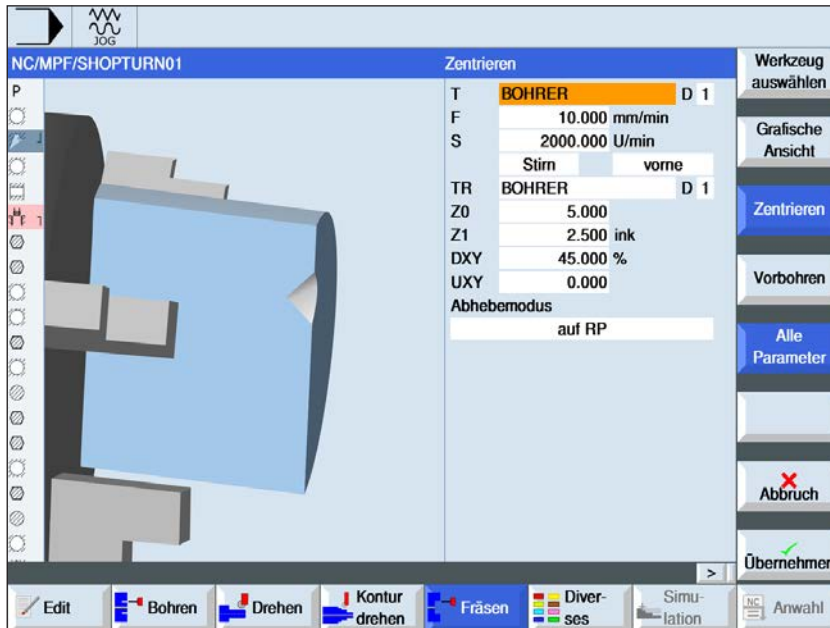 JOG
NC/MPF/SHOPTURN01
Zentrieren
P
T BOHRER D 1
F 10.000 mm/min
S 2000.000 U/min
Stirn vorne
TR BOHRER D 1
Z0 5.000
Z1 2.500 ink
DXY 45.000 %
UXY 0.000
Abhebemodus
auf RP
Werkzeug
auswählen
Grafische
Ansicht
Zentrieren
Vorbohren
Alle
Parameter
Abbruch
Übernehmen
>
Edit
Bohren
Drehen
Kontur
drehen
Fräsen
Diver-
ses
Simu-
lation
NC
Anwahl